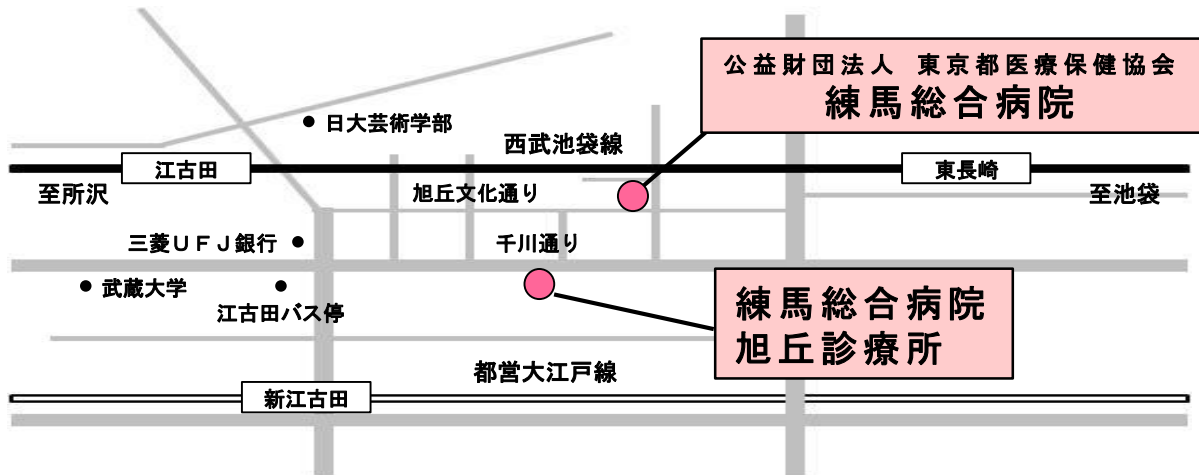 公益財団法人 東京都医療保健協会
練馬総合病院
日大芸術学部
西武池袋線
江古田
東長崎
至所沢
旭丘文化通り
至池袋
三菱UFJ銀行
千川通り
武蔵大学
江古田バス停
練馬総合病院
旭丘診療所
都営大江戸線
新江古田